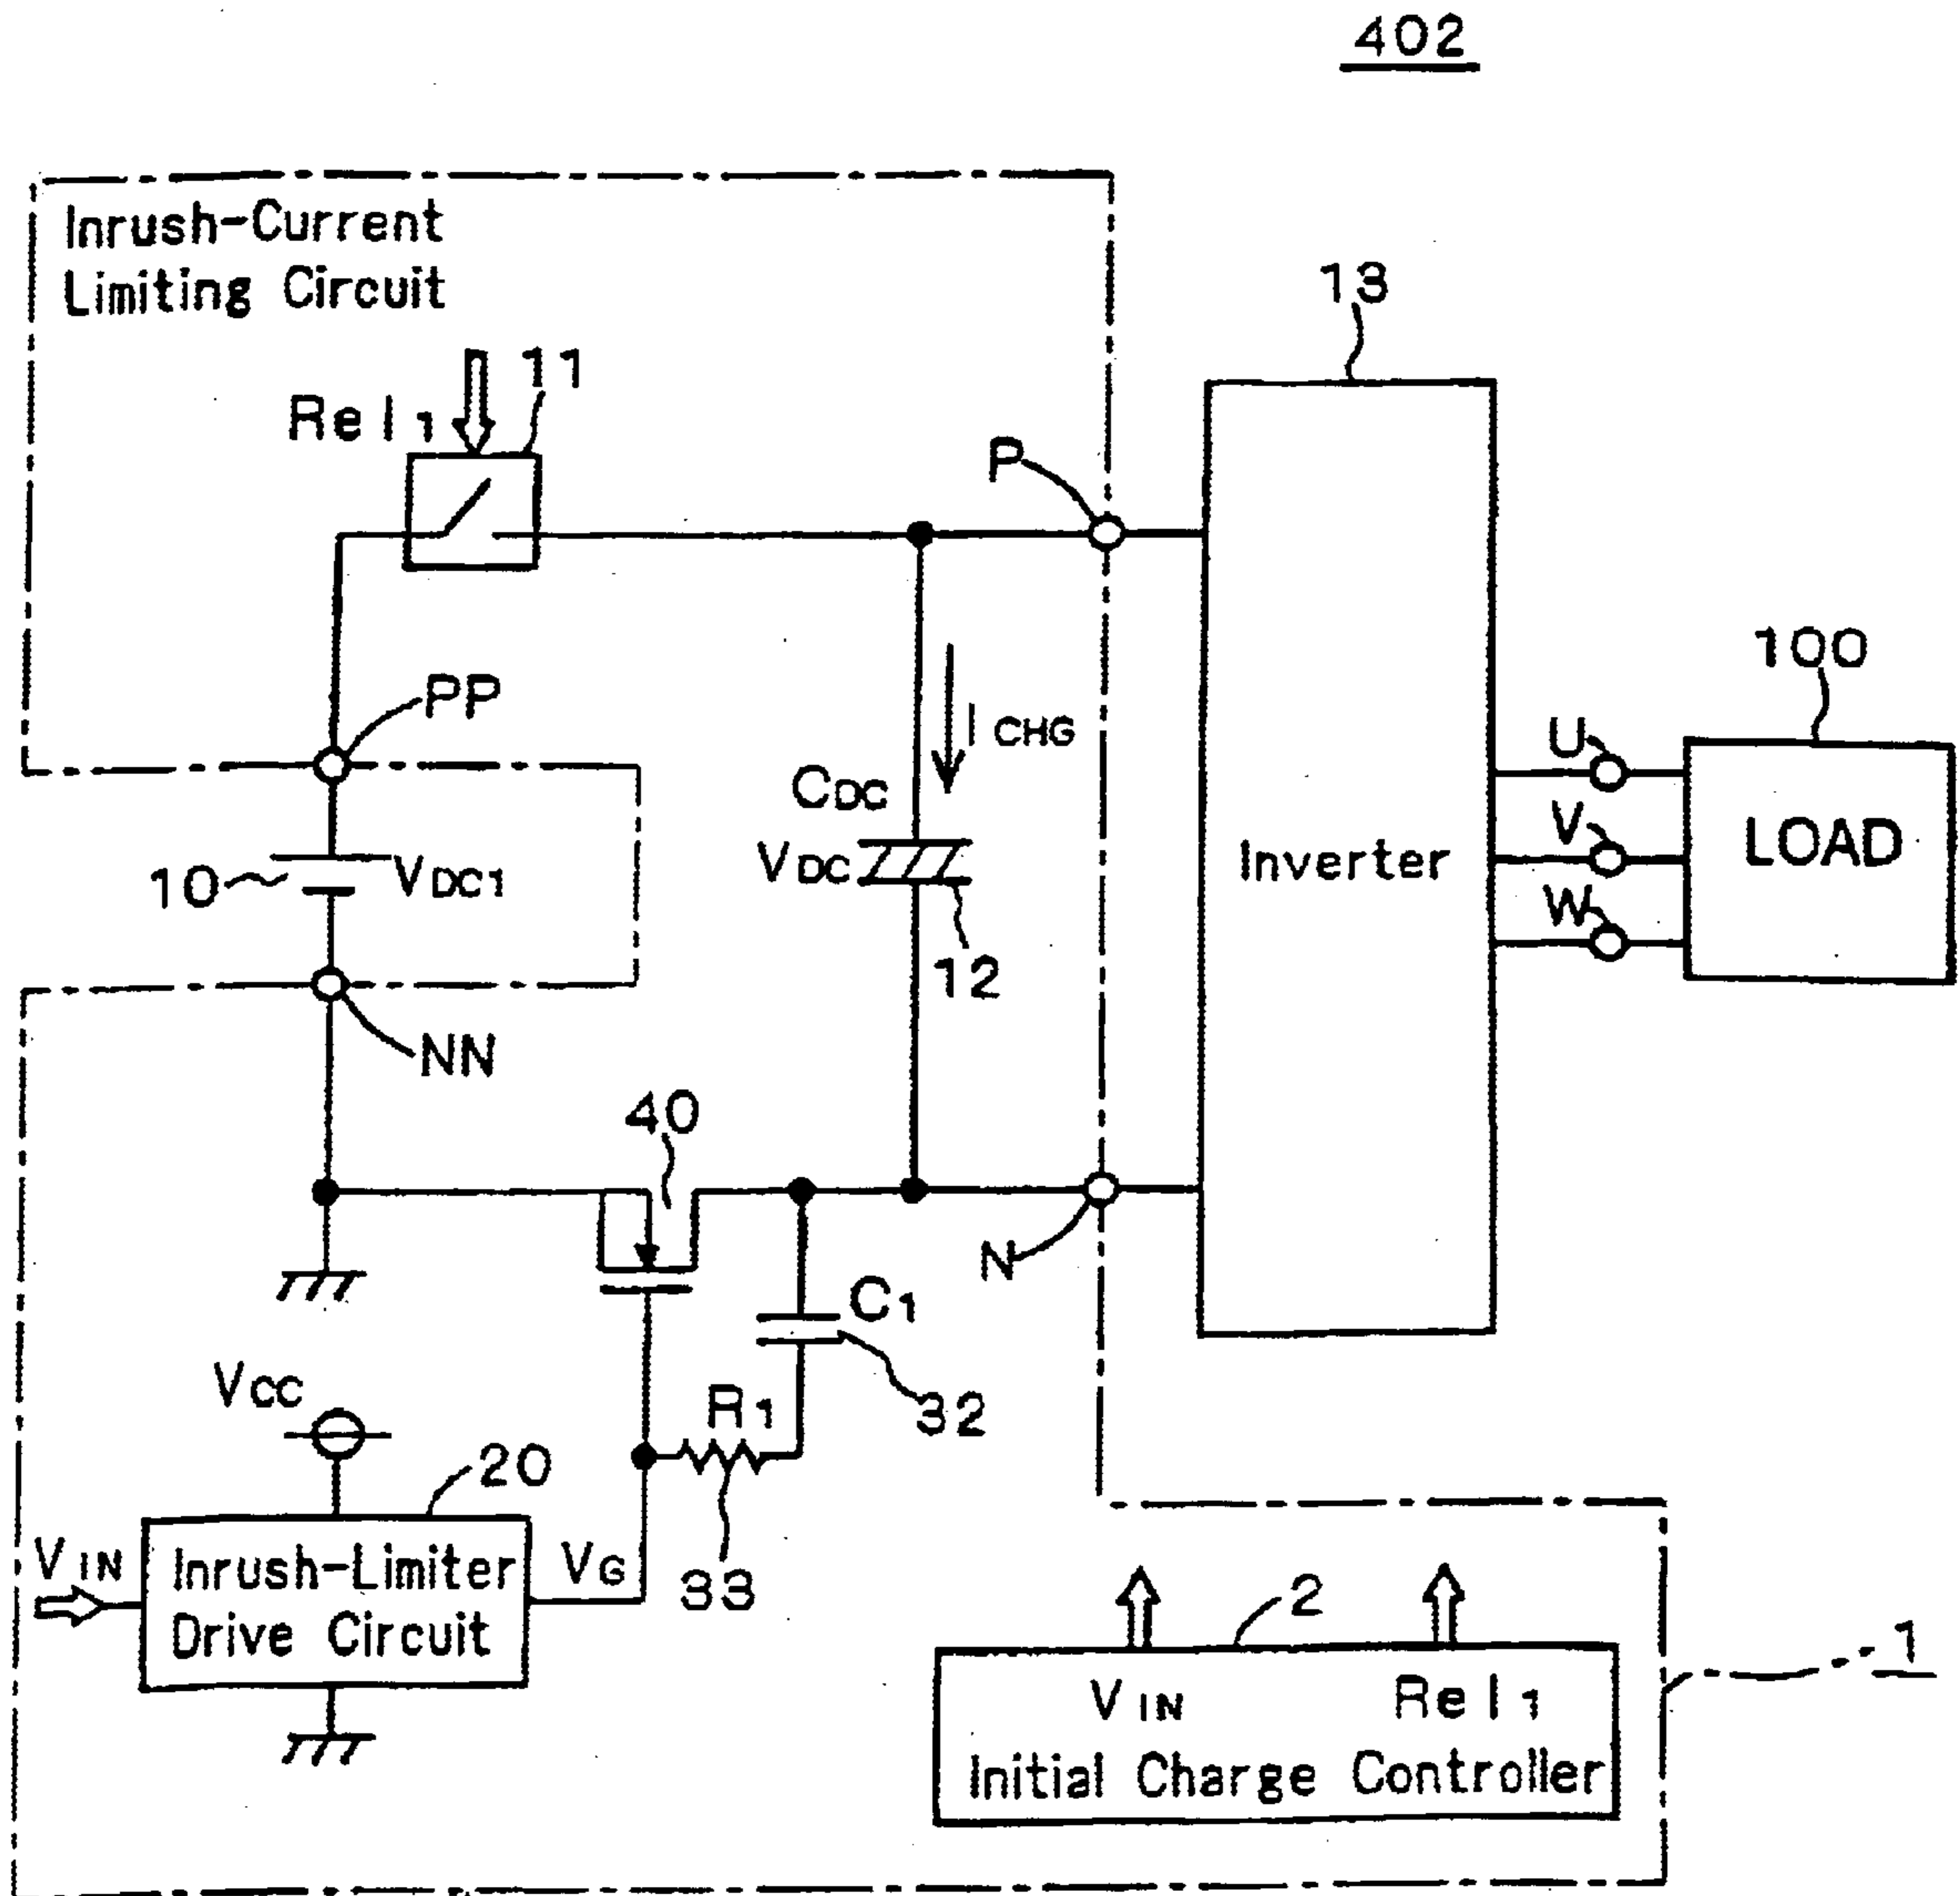 402
Inrush-Current
Limiting Circuit
13
11
Rel1
P
100
PP
ICHG
U
CDC
V
LOAD
10
VDC1
VDC
Inverter
W
12
NN
40
N
C1
VCC
R1
32
20
VIN
Inrush-Limiter
Drive Circuit
VG
33
2
1
VIN
Rel1
Initial Charge Controller